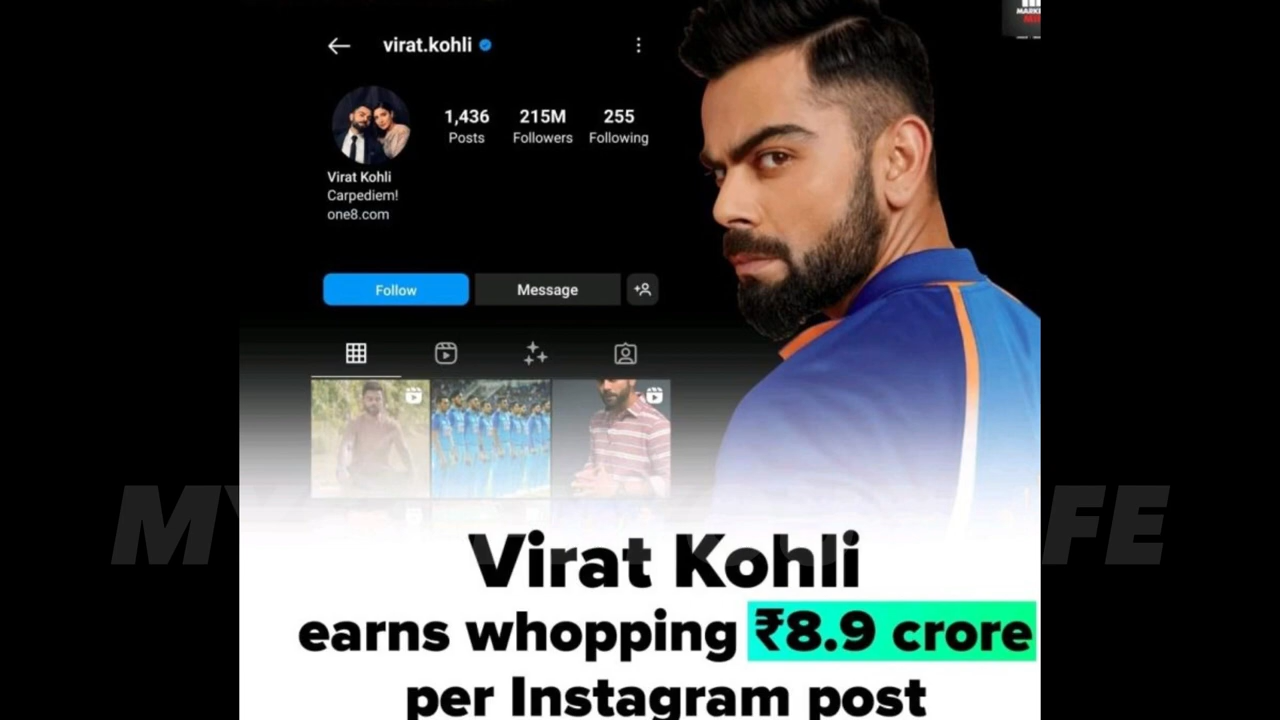 virat.kohli
1,436 215M 255
Posts Followers Following
Virat Kohli
Carpediem!
one8.com
Follow Message
Virat Kohli
earns whopping ₹8.9 crore
per Instagram post